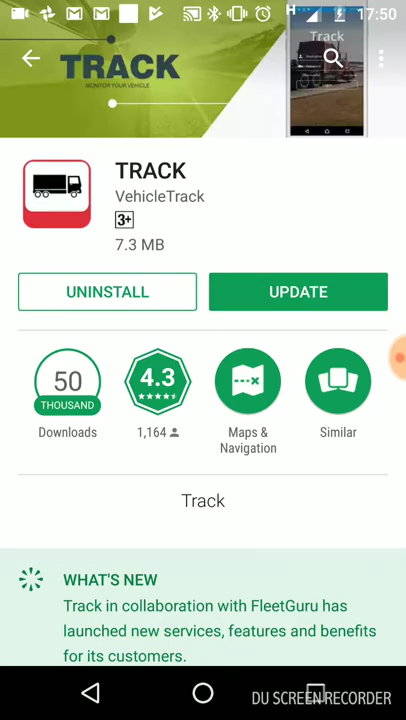 H
17:50
Track
TRACK
MONITOR YOUR VEHICLE
TRACK
VehicleTrack
3+
7.3 MB
UNINSTALL
UPDATE
50
THOUSAND
4.3
Downloads
1,164
Maps &
Navigation
Similar
Track
WHAT'S NEW
Track in collaboration with FleetGuru has
launched new services, features and benefits
for its customers.
DU SCREEN RECORDER